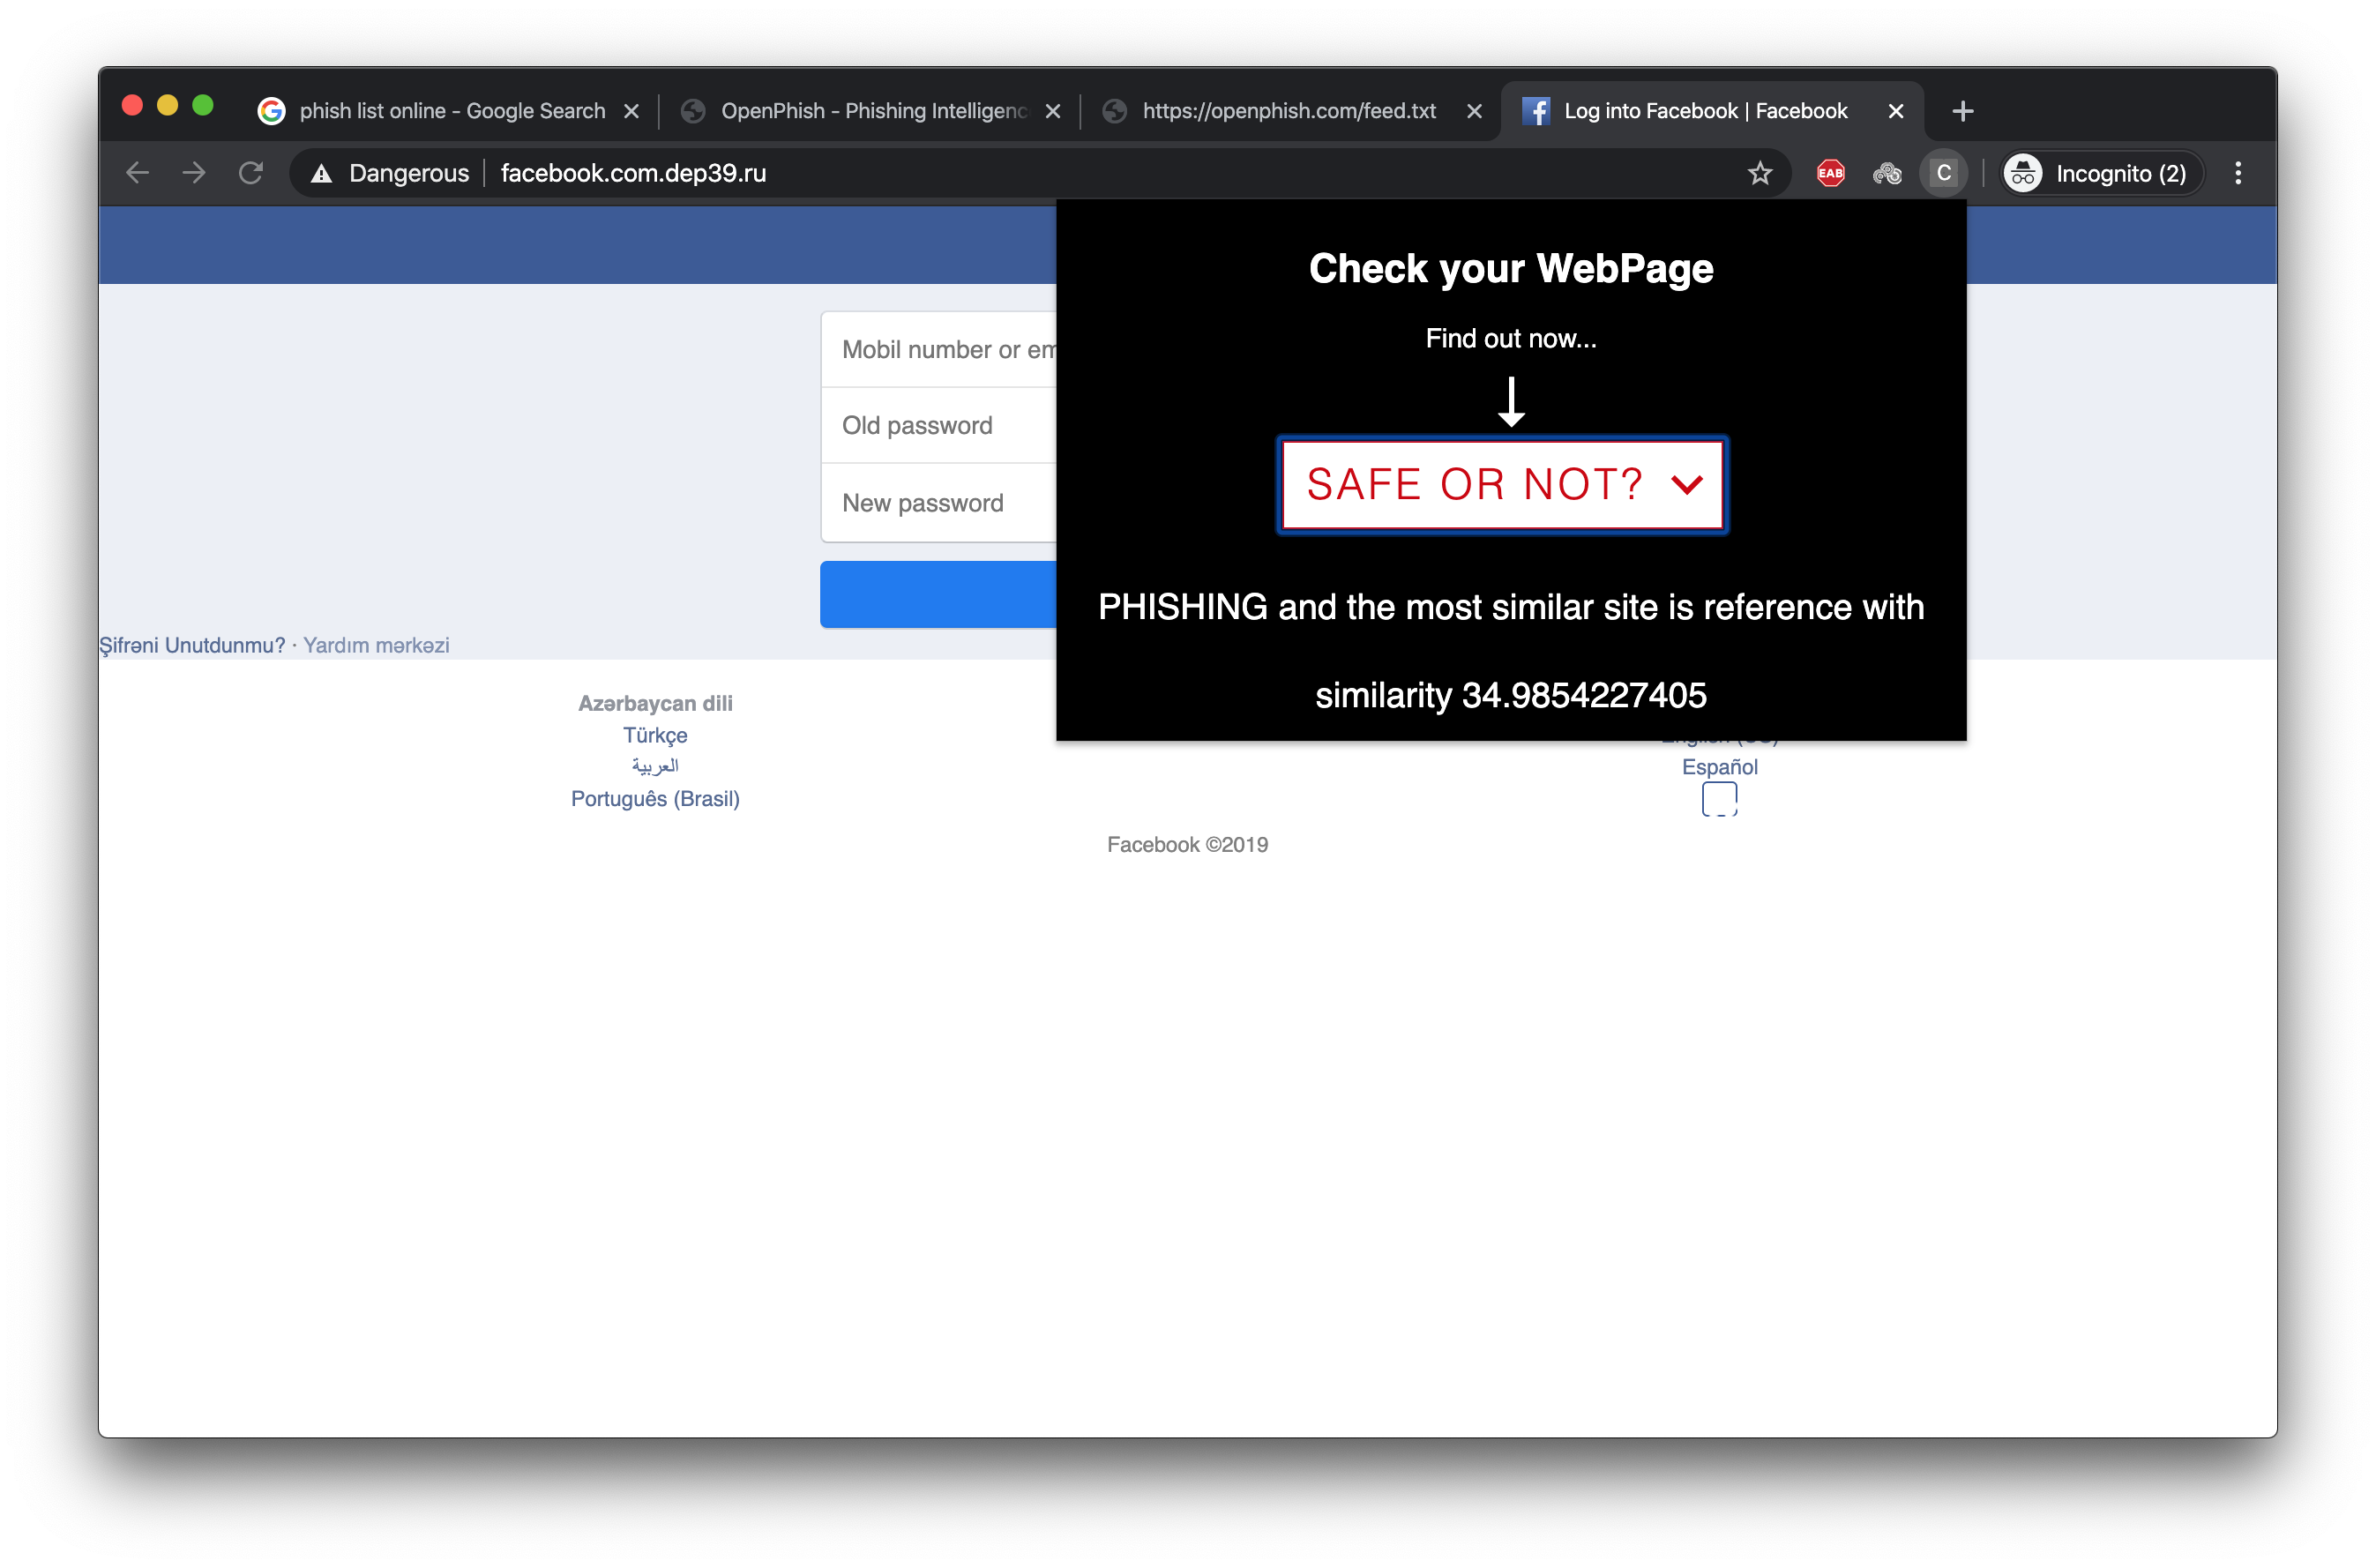 phish list online - Google Search
OpenPhish - Phishing Intelligenc
https://openphish.com/feed.txt
Log into Facebook | Facebook
Dangerous
facebook.com.dep39.ru
EAB
C
Incognito (2)
Check your WebPage
Find out now...
SAFE OR NOT?
PHISHING and the most similar site is reference with
similarity 34.9854227405
Mobil number or em
Old password
New password
Şifrəni Unutdunmu? · Yardım mərkəzi
Azərbaycan dili
Türkçe
العربية
Português (Brasil)
Español
Facebook ©2019